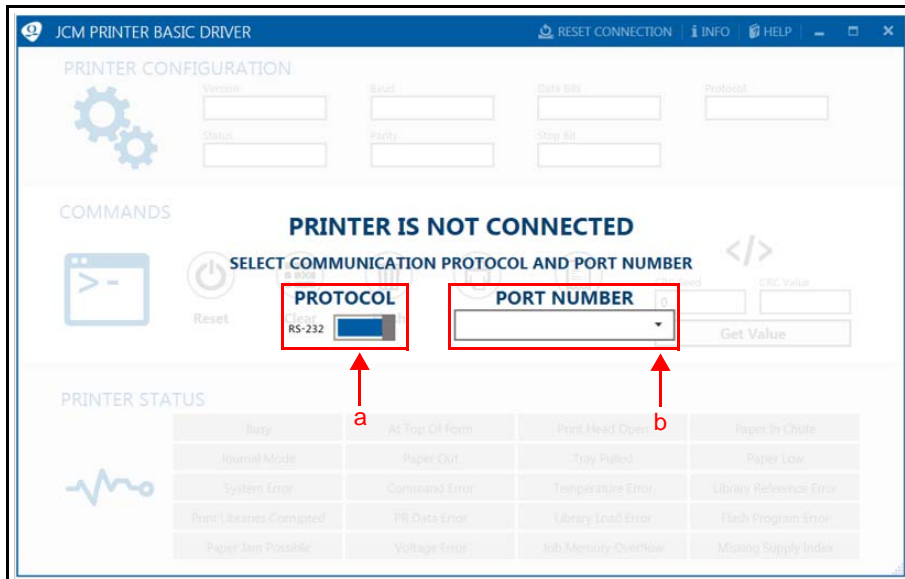 JCM PRINTER BASIC DRIVER
RESET CONNECTION
INFO
HELP
PRINTER CONFIGURATION
Version Baud Data Bits Protocol
Status Parity Stop Bit
COMMANDS
PRINTER IS NOT CONNECTED
SELECT COMMUNICATION PROTOCOL AND PORT NUMBER
PROTOCOL
PORT NUMBER
CRC Value
0
RS-232
Reset
Clear
Get Value
a
b
PRINTER STATUS
Busy At Top Of Form Print Head Open Paper In Chute
Journal Mode Paper Out Tray Pulled Paper Low
System Error Command Error Temperature Error Library Reference Error
Print Libraries Corrupted PR Data Error Library Load Error Flash Program Error
Paper Jam Possible Voltage Error Job Memory Overflow Missing Supply Index